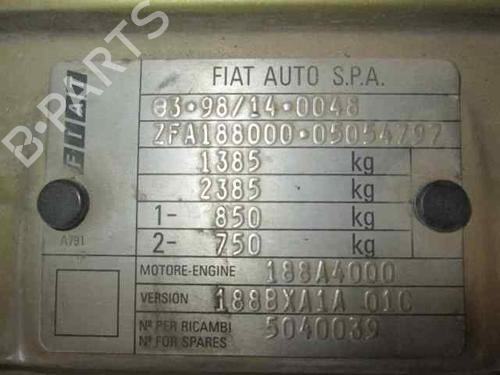 B-PARTS
FIAT
FIAT AUTO S.P.A.
e3*98/14*0048
ZFA188000*05054797
1385 kg
2385 kg
1- 850 kg
2- 750 kg
A791
MOTORE-ENGINE 188A4000
VERSION 188BXA1A 01C
Nº PER RICAMBI 5040039
Nº FOR SPARES